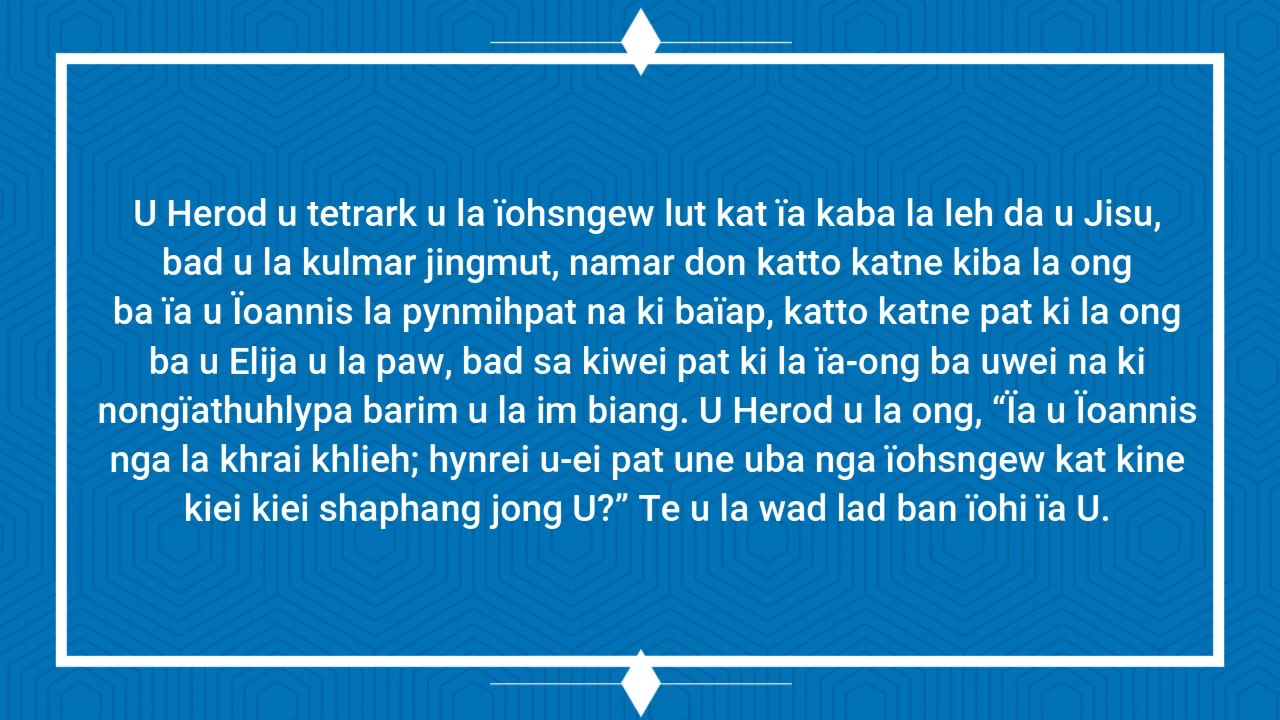 U Herod u tetrark u la ïohsngew lut kat ïa kaba la leh da u Jisu,
bad u la kulmar jingmut, namar don katto katne kiba la ong
ba ïa u Ïoannis la pynmihpat na ki baïap, katto katne pat ki la ong
ba u Elija u la paw, bad sa kiwei pat ki la ïa-ong ba uwei na ki
nongïathuhlypa barim u la im biang. U Herod u la ong, “Ïa u Ïoannis
nga la khrai khlieh; hynrei u-ei pat une uba nga ïohsngew kat kine
kiei kiei shaphang jong U?” Te u la wad lad ban ïohi ïa U.